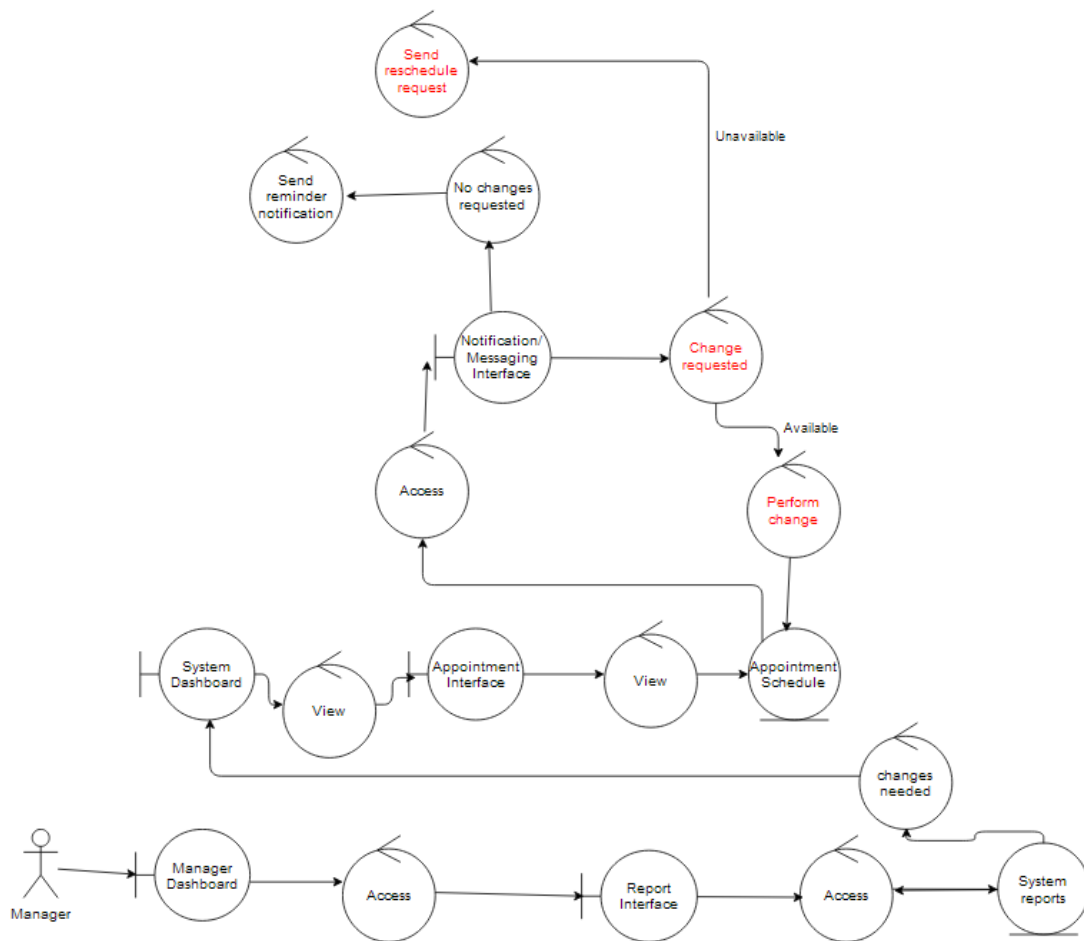 Send
reschedule
request
Unavailable
Send
reminder
notification
No changes
requested
Notification/
Messaging
Interface
Change
requested
Available
Access
Perform
change
System
Dashboard
View
Appointment
Interface
View
Appointment
Schedule
changes
needed
Manager
Manager
Dashboard
Access
Report
Interface
Access
System
reports